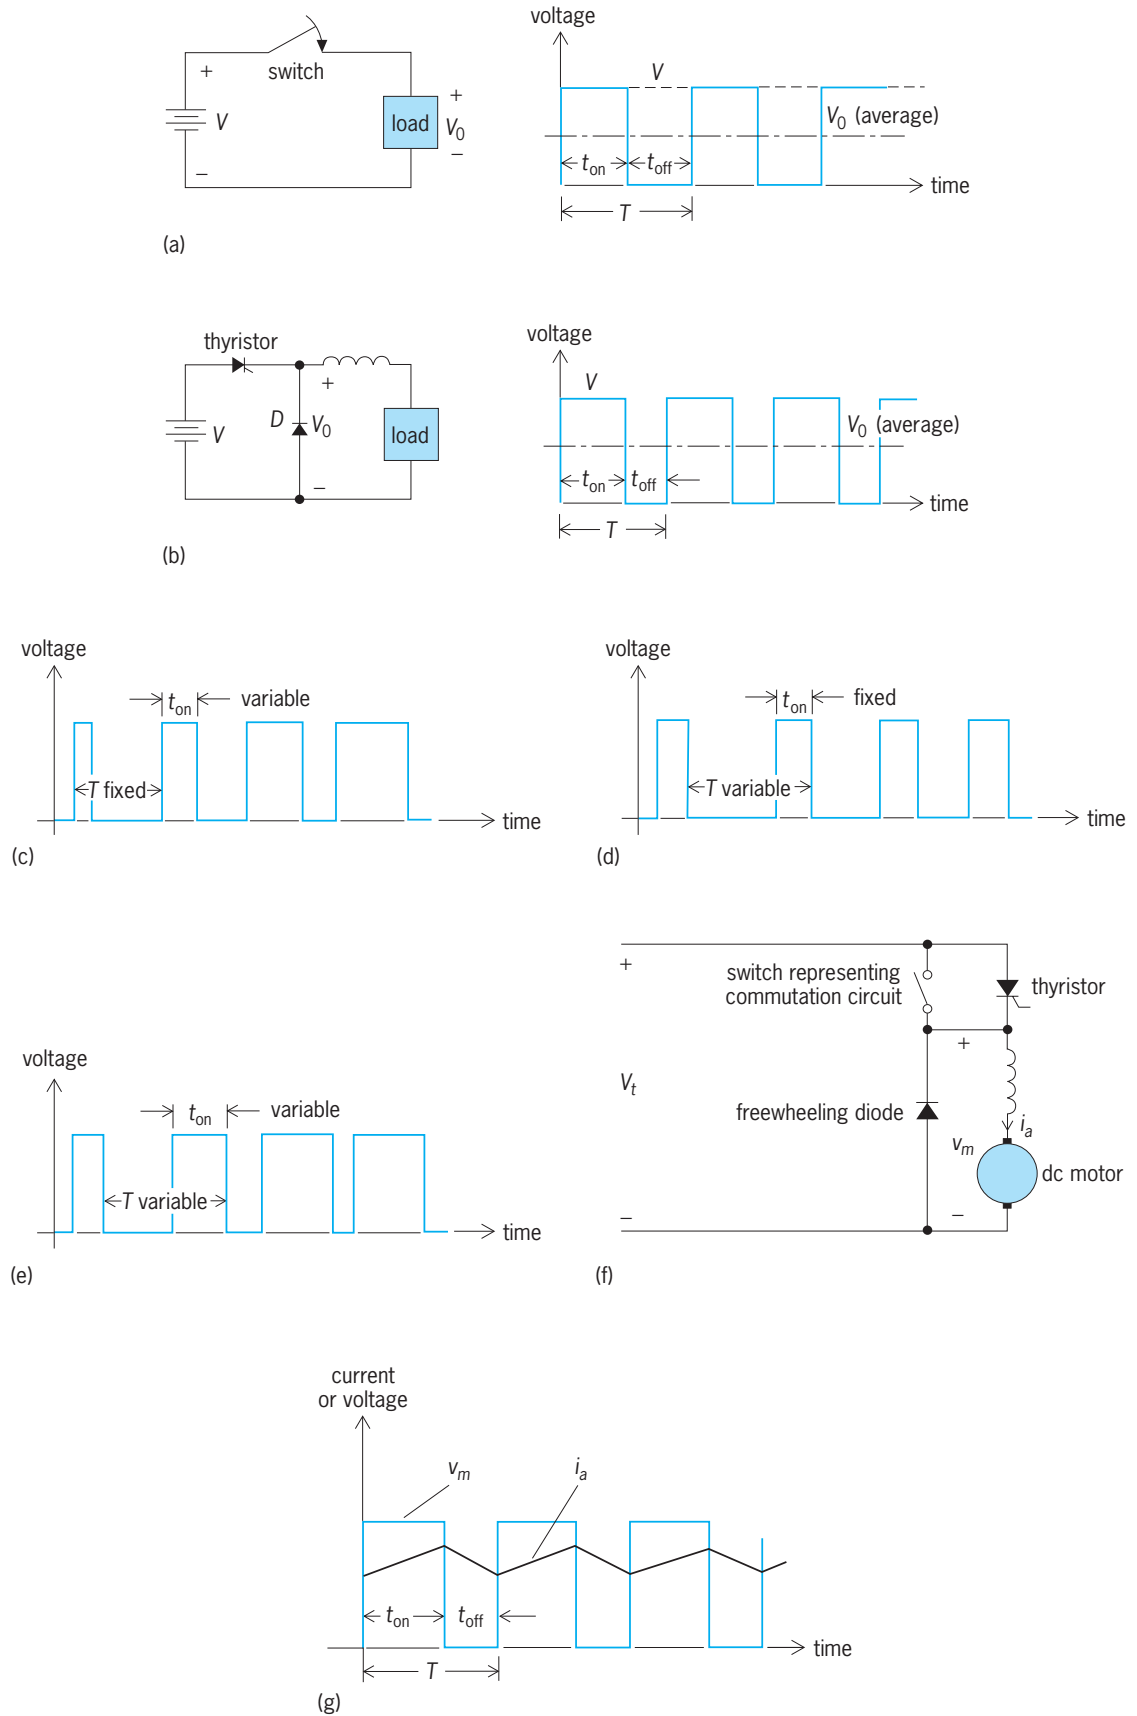 switch
+
V
−
load
+
V0
−
voltage
V
V0 (average)
ton
toff
time
T
(a)
thyristor
+
V
D
V0
load
−
voltage
V
V0 (average)
ton
toff
time
T
(b)
voltage
ton
variable
T fixed
time
(c)
voltage
ton
fixed
T variable
time
(d)
voltage
ton
variable
T variable
time
(e)
+
switch representing
commutation circuit
thyristor
+
Vt
freewheeling diode
ia
vm
dc motor
−
−
(f)
current
or voltage
vm
ia
ton
toff
time
T
(g)